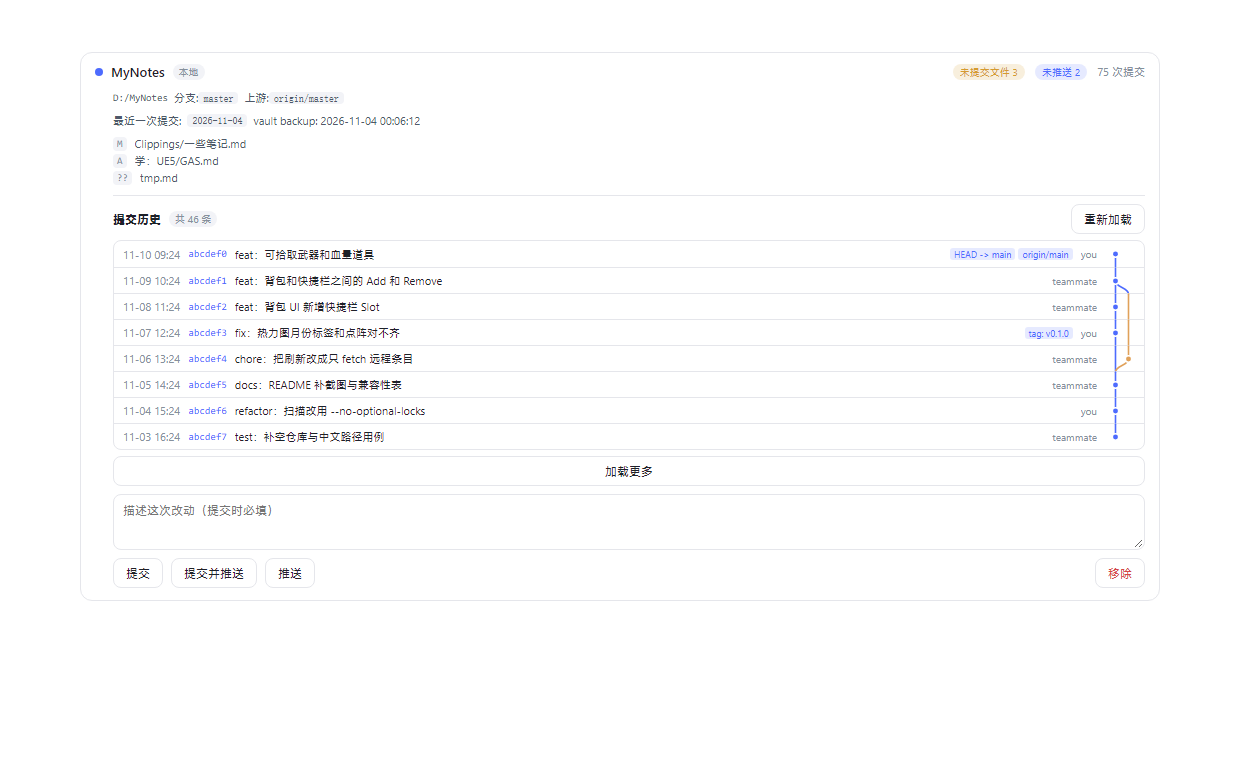 MyNotes 本地 未提交文件 3 未推送 2 75 次提交
D:/MyNotes 分支: master 上游: origin/master
最近一次提交: 2026-11-04 vault backup: 2026-11-04 00:06:12
M Clippings/一些笔记.md
A 学：UE5/GAS.md
?? tmp.md
提交历史 共 46 条 重新加载
11-10 09:24 abcdef0 feat：可拾取武器和血量道具 HEAD -> main origin/main you
11-09 10:24 abcdef1 feat：背包和快捷栏之间的 Add 和 Remove teammate
11-08 11:24 abcdef2 feat：背包 UI 新增快捷栏 Slot teammate
11-07 12:24 abcdef3 fix：热力图月份标签和点阵对不齐 tag: v0.1.0 you
11-06 13:24 abcdef4 chore：把刷新改成只 fetch 远程条目 teammate
11-05 14:24 abcdef5 docs：README 补截图与兼容性表 teammate
11-04 15:24 abcdef6 refactor：扫描改用 --no-optional-locks you
11-03 16:24 abcdef7 test：补空仓库与中文路径用例 teammate
加载更多
描述这次改动（提交时必填）
提交 提交并推送 推送 移除